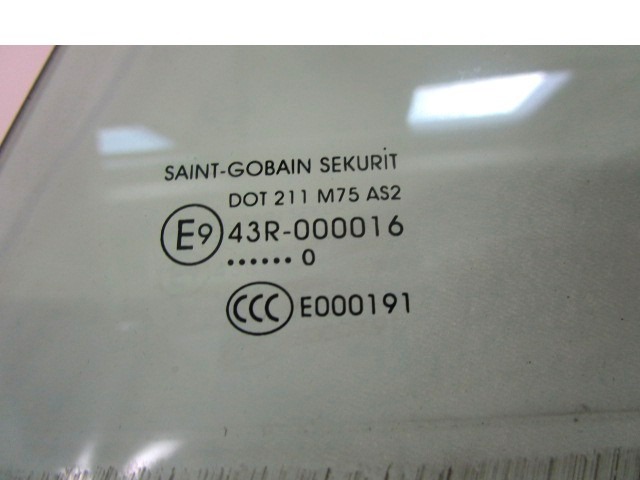 SAINT-GOBAIN SEKURIT
DOT 211 M75 AS2
E9 43R-000016
...... 0
CCC E000191